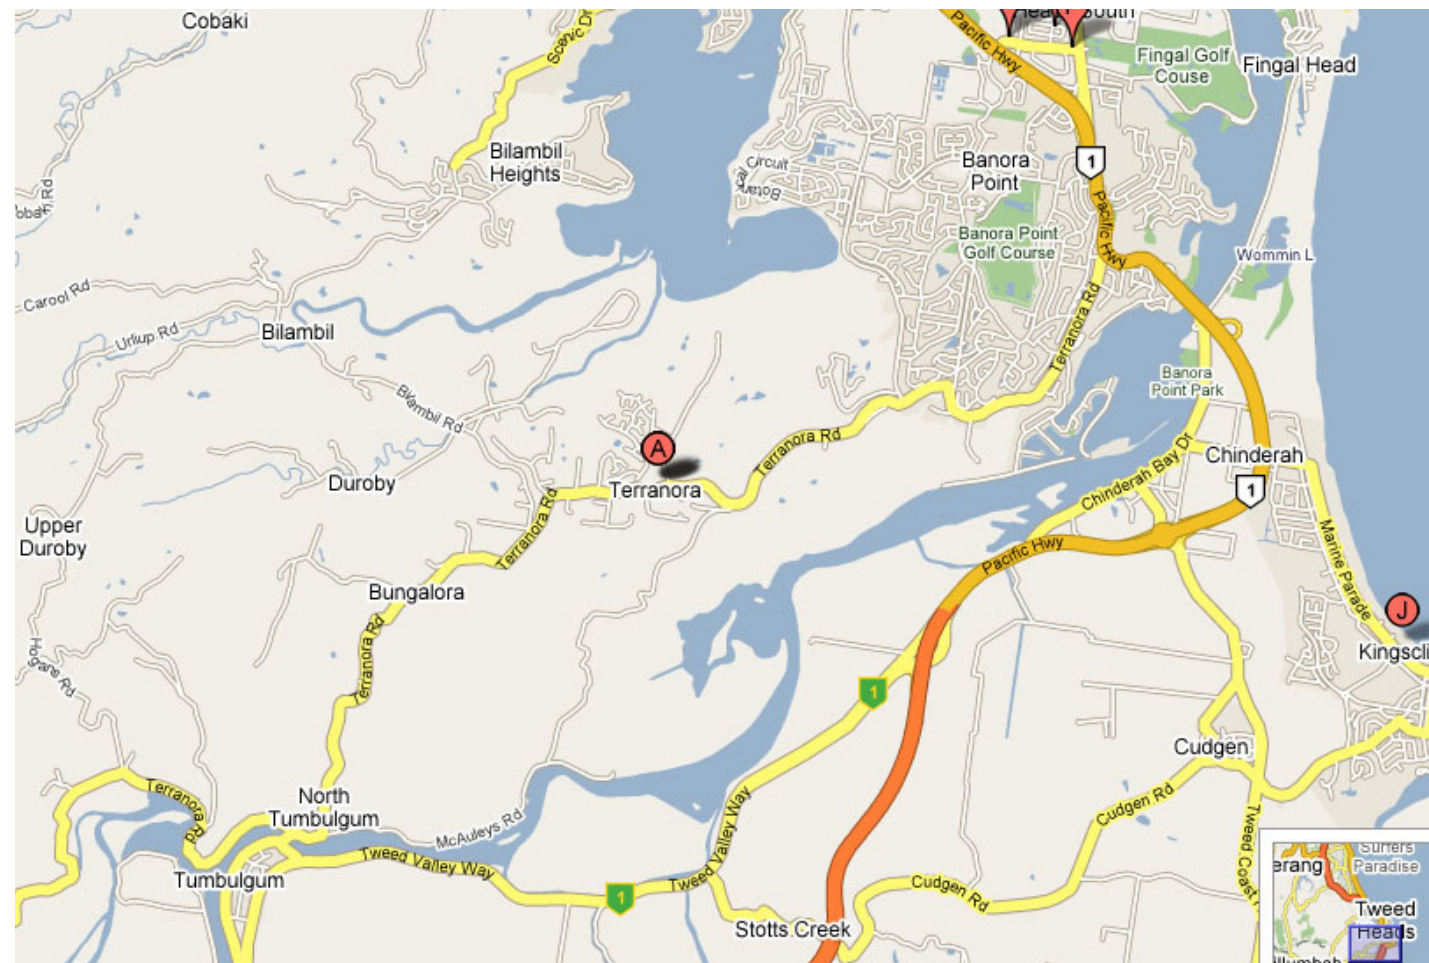 Cobaki
Scenic Dr
Pacific Hwy
South
Fingal Golf
Couse
Fingal Head
Bilambil
Heights
Circuit
Banora
Point
1
Pacific Hwy
Banora Point
Golf Course
Wommin L
Carool Rd
Urliup Rd
Bilambil
Terranora Rd
Banora
Point Park
Bilambil Rd
A
Terranora Rd
Chinderah
Chinderah Bay Dr
Duroby
Terranora
1
Upper
Duroby
Terranora Rd
Pacific Hwy
Marine Parade
Bungalora
J
Terranora Rd
Kingscli
Hogans Rd
1
Cudgen
Terranora Rd
North
Tumbulgum
McAuleys Rd
Tweed Valley Way
Cudgen Rd
Tweed Coast
Tweed Valley Way
Tumbulgum
1
Cudgen Rd
Stotts Creek
Surfers
Paradise
erang
Tweed
Heads